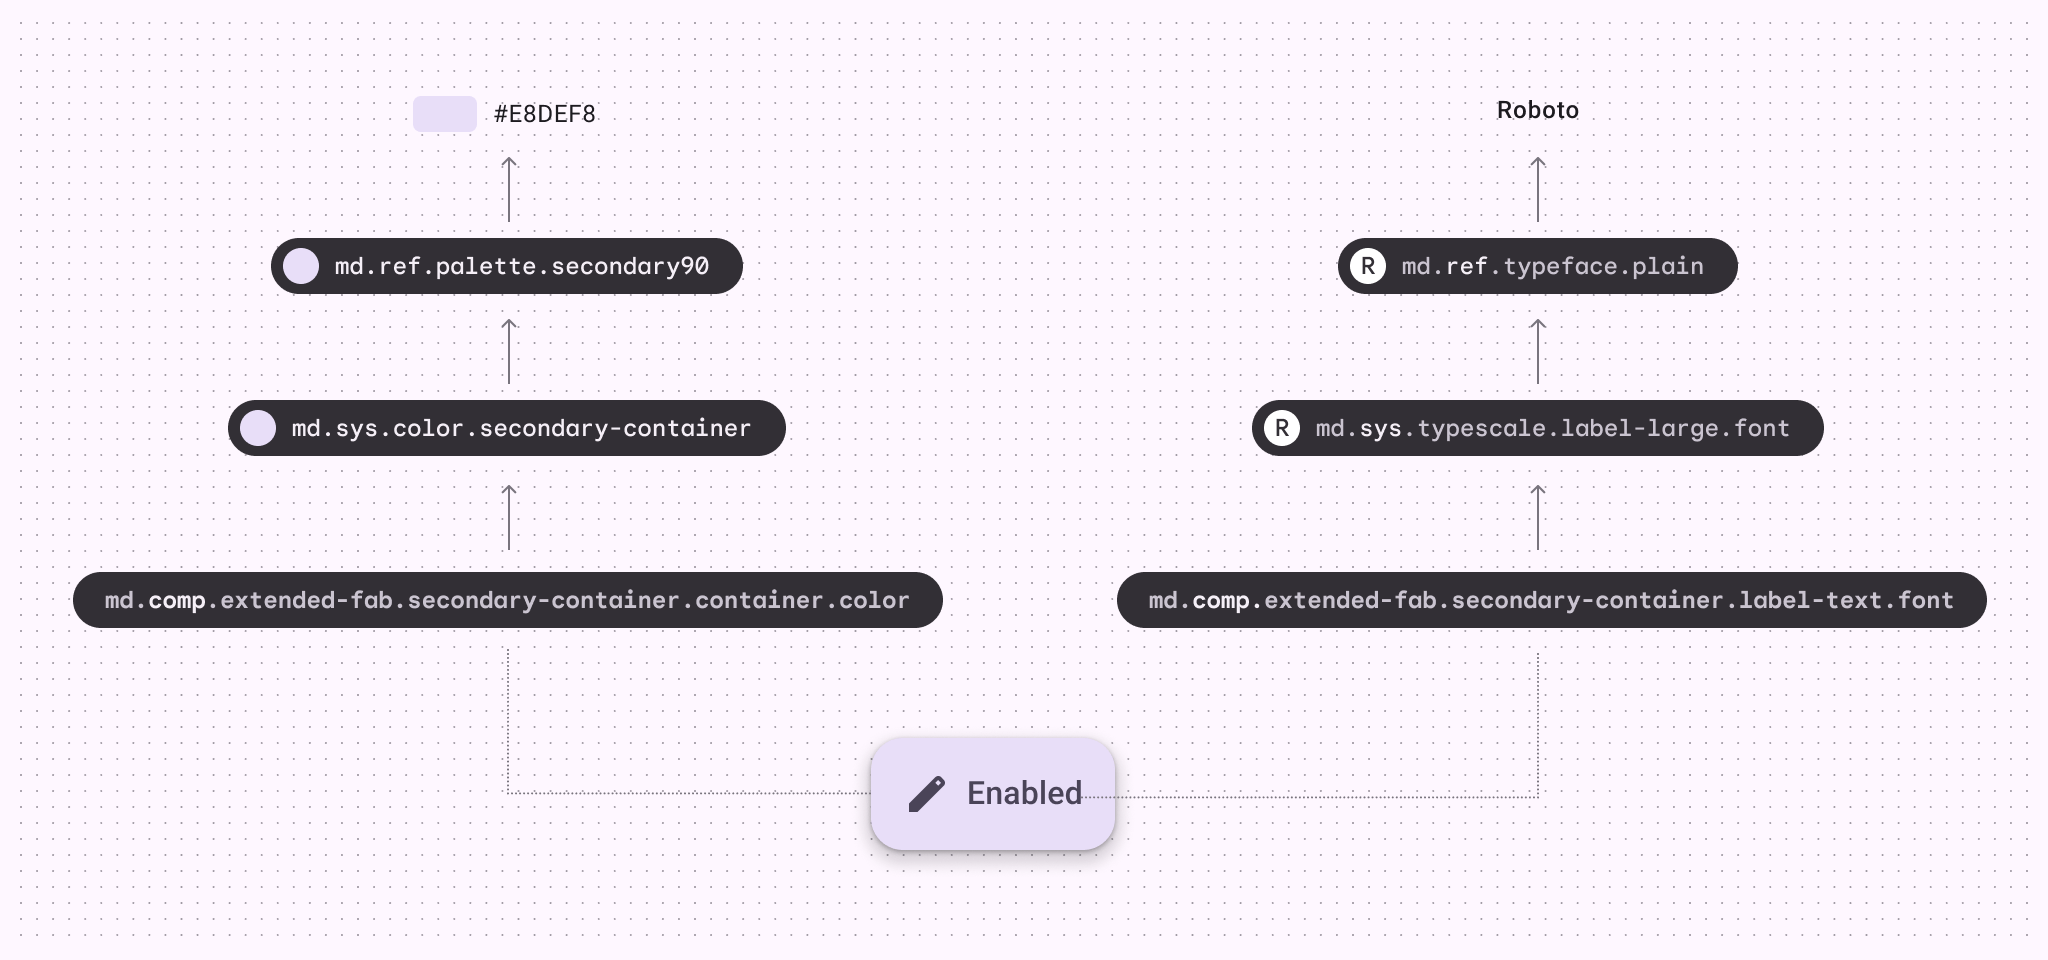 #E8DEF8
Roboto
md.ref.palette.secondary90
R md.ref.typeface.plain
md.sys.color.secondary-container
R md.sys.typescale.label-large.font
md.comp.extended-fab.secondary-container.container.color
md.comp.extended-fab.secondary-container.label-text.font
Enabled